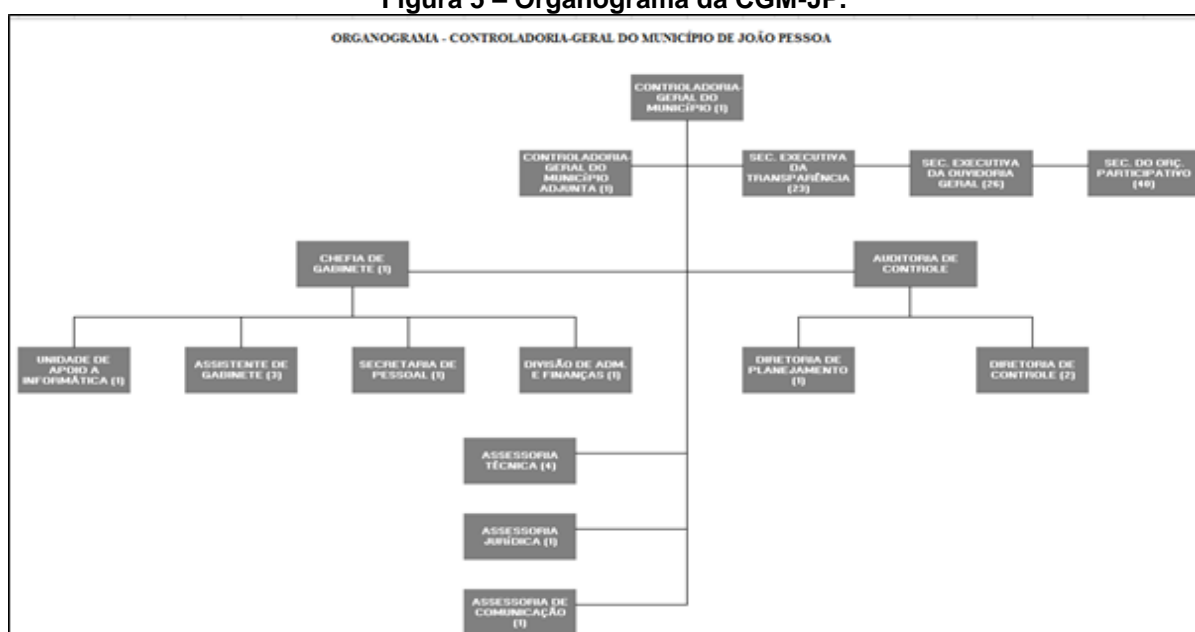 Figura 5 – Organograma da CGM-JP.
ORGANOGRAMA - CONTROLADORIA-GERAL DO MUNICÍPIO DE JOÃO PESSOA
CONTROLADORIA-
GERAL DO
MUNICÍPIO (1)
CONTROLADORIA-
GERAL DO
MUNICÍPIO
ADJUNTA (1)
SEC. EXECUTIVA
DA
TRANSPARÊNCIA
(23)
SEC. EXECUTIVA
DA OUVIDORIA
GERAL (26)
SEC. DO ORÇ.
PARTICIPATIVO
(40)
CHEFIA DE
GABINETE (1)
AUDITORIA DE
CONTROLE
UNIDADE DE
APOIO A
INFORMÁTICA (1)
ASSISTENTE DE
GABINETE (3)
SECRETARIA DE
PESSOAL (1)
DIVISÃO DE ADM.
E FINANÇAS (1)
DIRETORIA DE
PLANEJAMENTO
(1)
DIRETORIA DE
CONTROLE (2)
ASSESSORIA
TÉCNICA (4)
ASSESSORIA
JURÍDICA (1)
ASSESSORIA DE
COMUNICAÇÃO
(1)